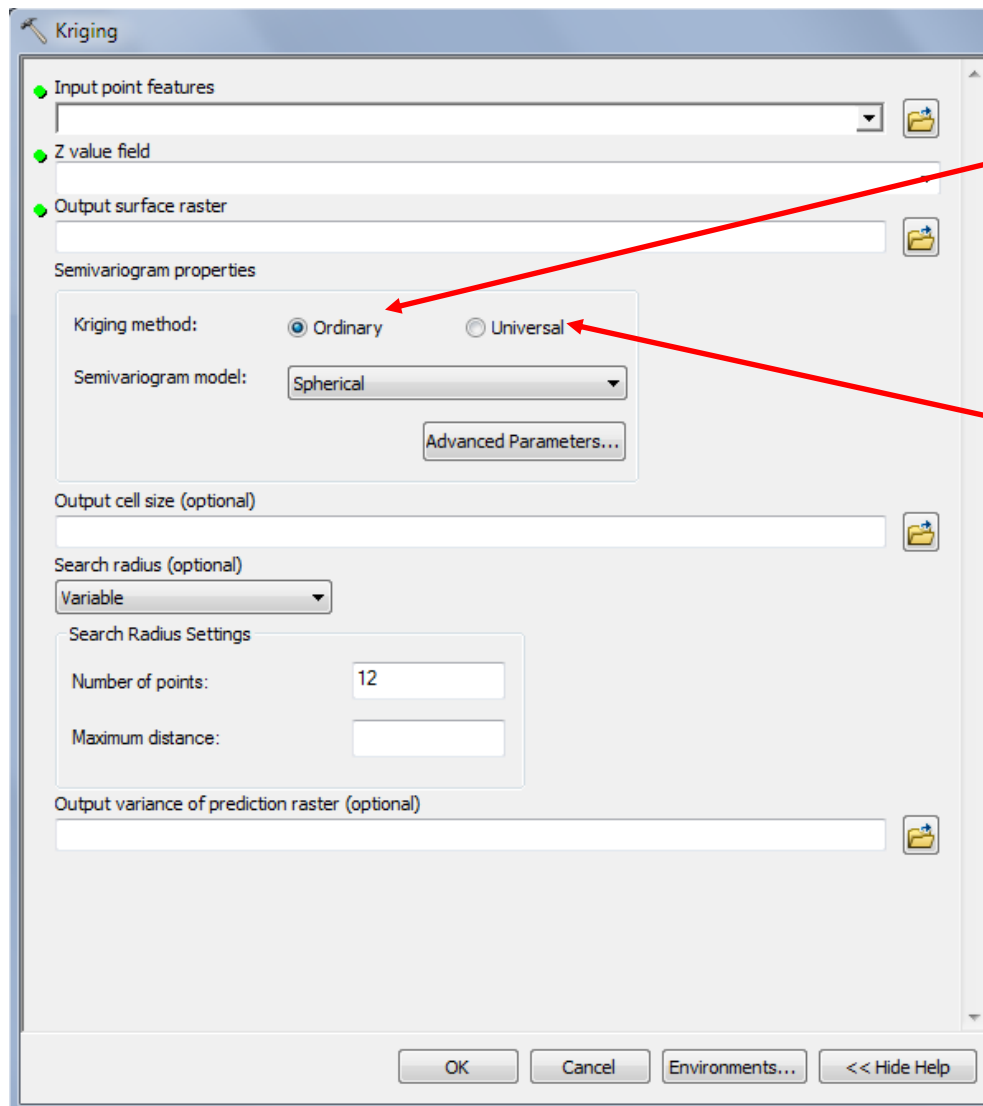 Kriging
Input point features
Z value field
Output surface raster
Semivariogram properties
Kriging method: Ordinary Universal
Semivariogram model: Spherical
Advanced Parameters...
Output cell size (optional)
Search radius (optional)
Variable
Search Radius Settings
Number of points: 12
Maximum distance:
Output variance of prediction raster (optional)
OK Cancel Environments... << Hide Help